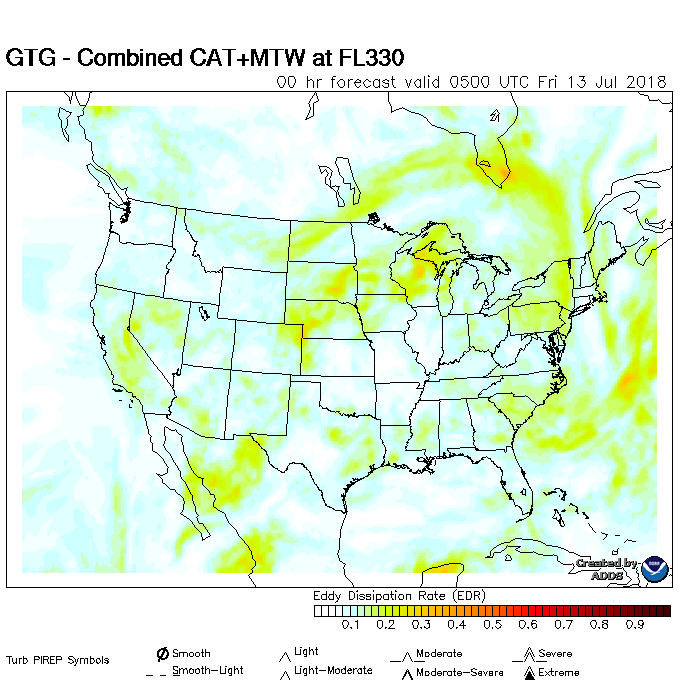 GTG - Combined CAT+MTW at FL330
00 hr forecast valid 0500 UTC Fri 13 Jul 2018
Created by
ADDS
Eddy Dissipation Rate (EDR)
0.1 0.2 0.3 0.4 0.5 0.6 0.7 0.8 0.9
Turb PIREP Symbols
Smooth Light Moderate Severe
Smooth-Light Light-Moderate Moderate-Severe Extreme